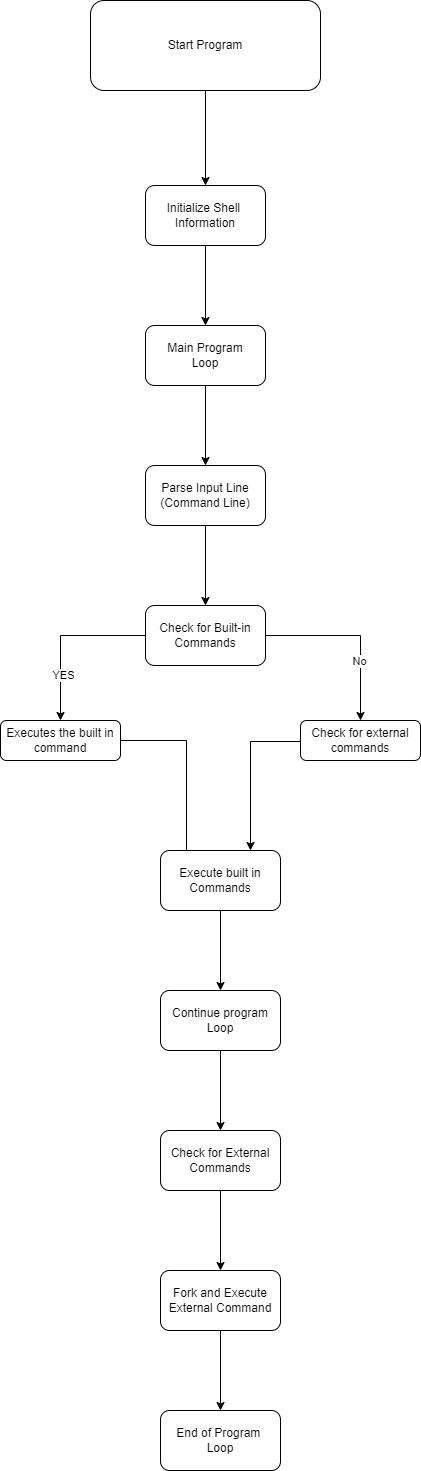 Start Program
Initialize Shell
Information
Main Program
Loop
Parse Input Line
(Command Line)
Check for Built-in
Commands
YES
No
Executes the built in
command
Check for external
commands
Execute built in
Commands
Continue program
Loop
Check for External
Commands
Fork and Execute
External Command
End of Program
Loop